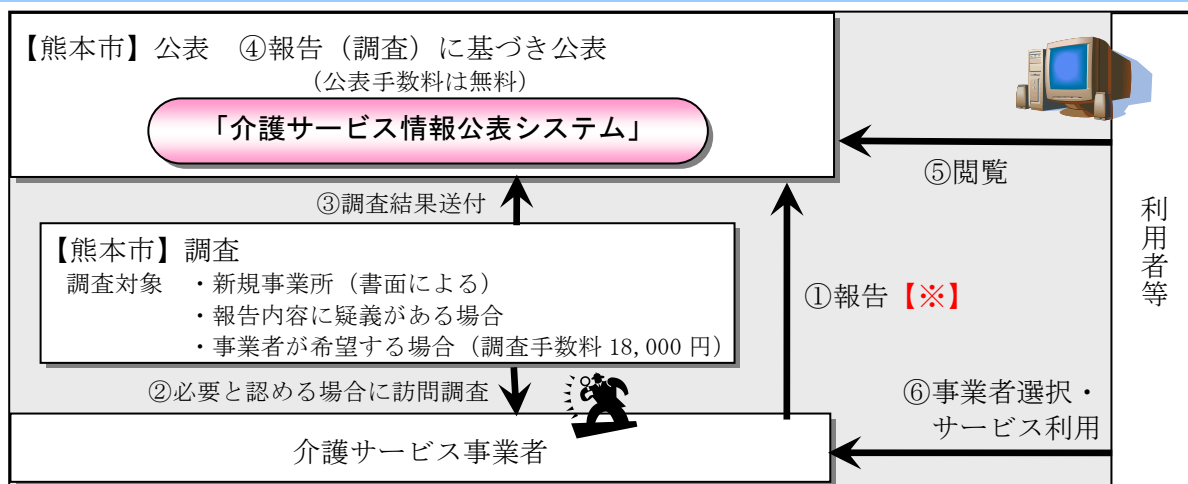 【熊本市】公表　④報告（調査）に基づき公表
（公表手数料は無料）
「介護サービス情報公表システム」
⑤閲覧
③調査結果送付
【熊本市】調査
調査対象　・新規事業所（書面による）
・報告内容に疑義がある場合
・事業者が希望する場合（調査手数料 18,000 円）
①報告【※】
②必要と認める場合に訪問調査
⑥事業者選択・
サービス利用
介護サービス事業者
利用者等